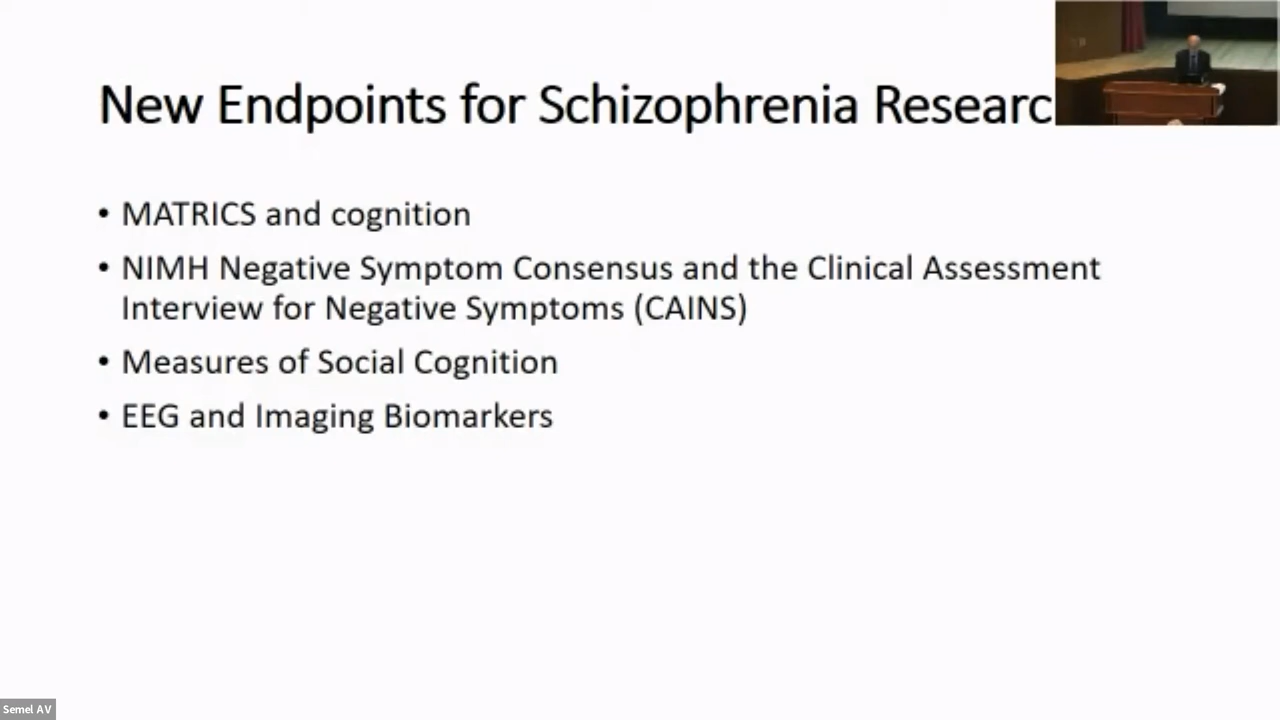 New Endpoints for Schizophrenia Researc
• MATRICS and cognition
• NIMH Negative Symptom Consensus and the Clinical Assessment
Interview for Negative Symptoms (CAINS)
• Measures of Social Cognition
• EEG and Imaging Biomarkers
Semel AV